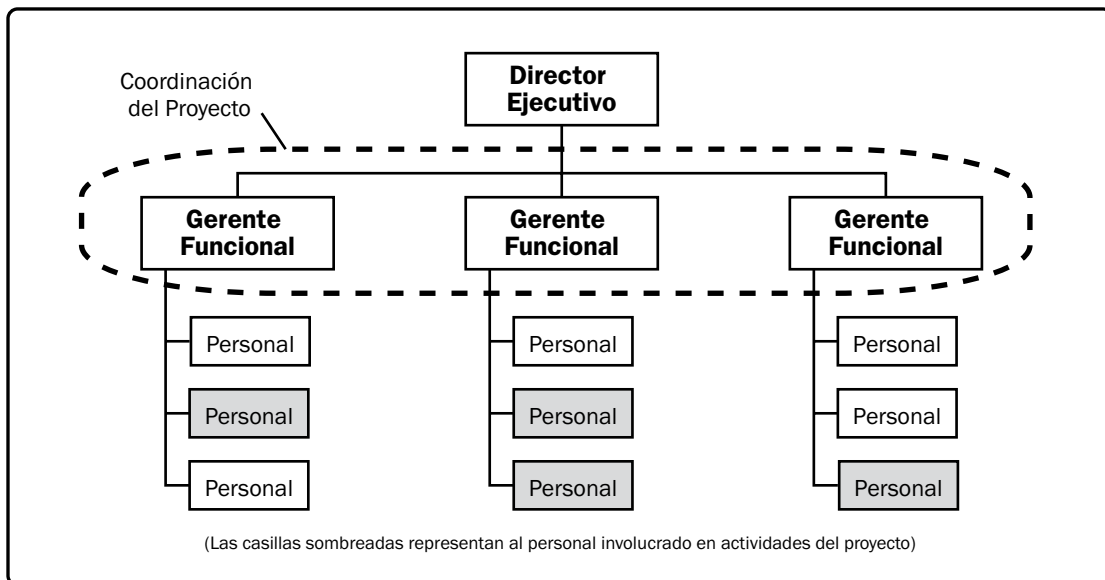 Coordinación
del Proyecto
Director
Ejecutivo
Gerente
Funcional
Gerente
Funcional
Gerente
Funcional
Personal
Personal
Personal
Personal
Personal
Personal
Personal
Personal
Personal
(Las casillas sombreadas representan al personal involucrado en actividades del proyecto)